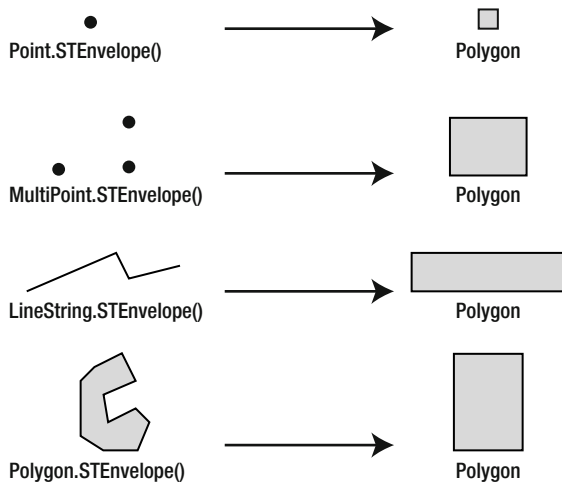 Point.STEnvelope()
Polygon
MultiPoint.STEnvelope()
Polygon
LineString.STEnvelope()
Polygon
Polygon.STEnvelope()
Polygon